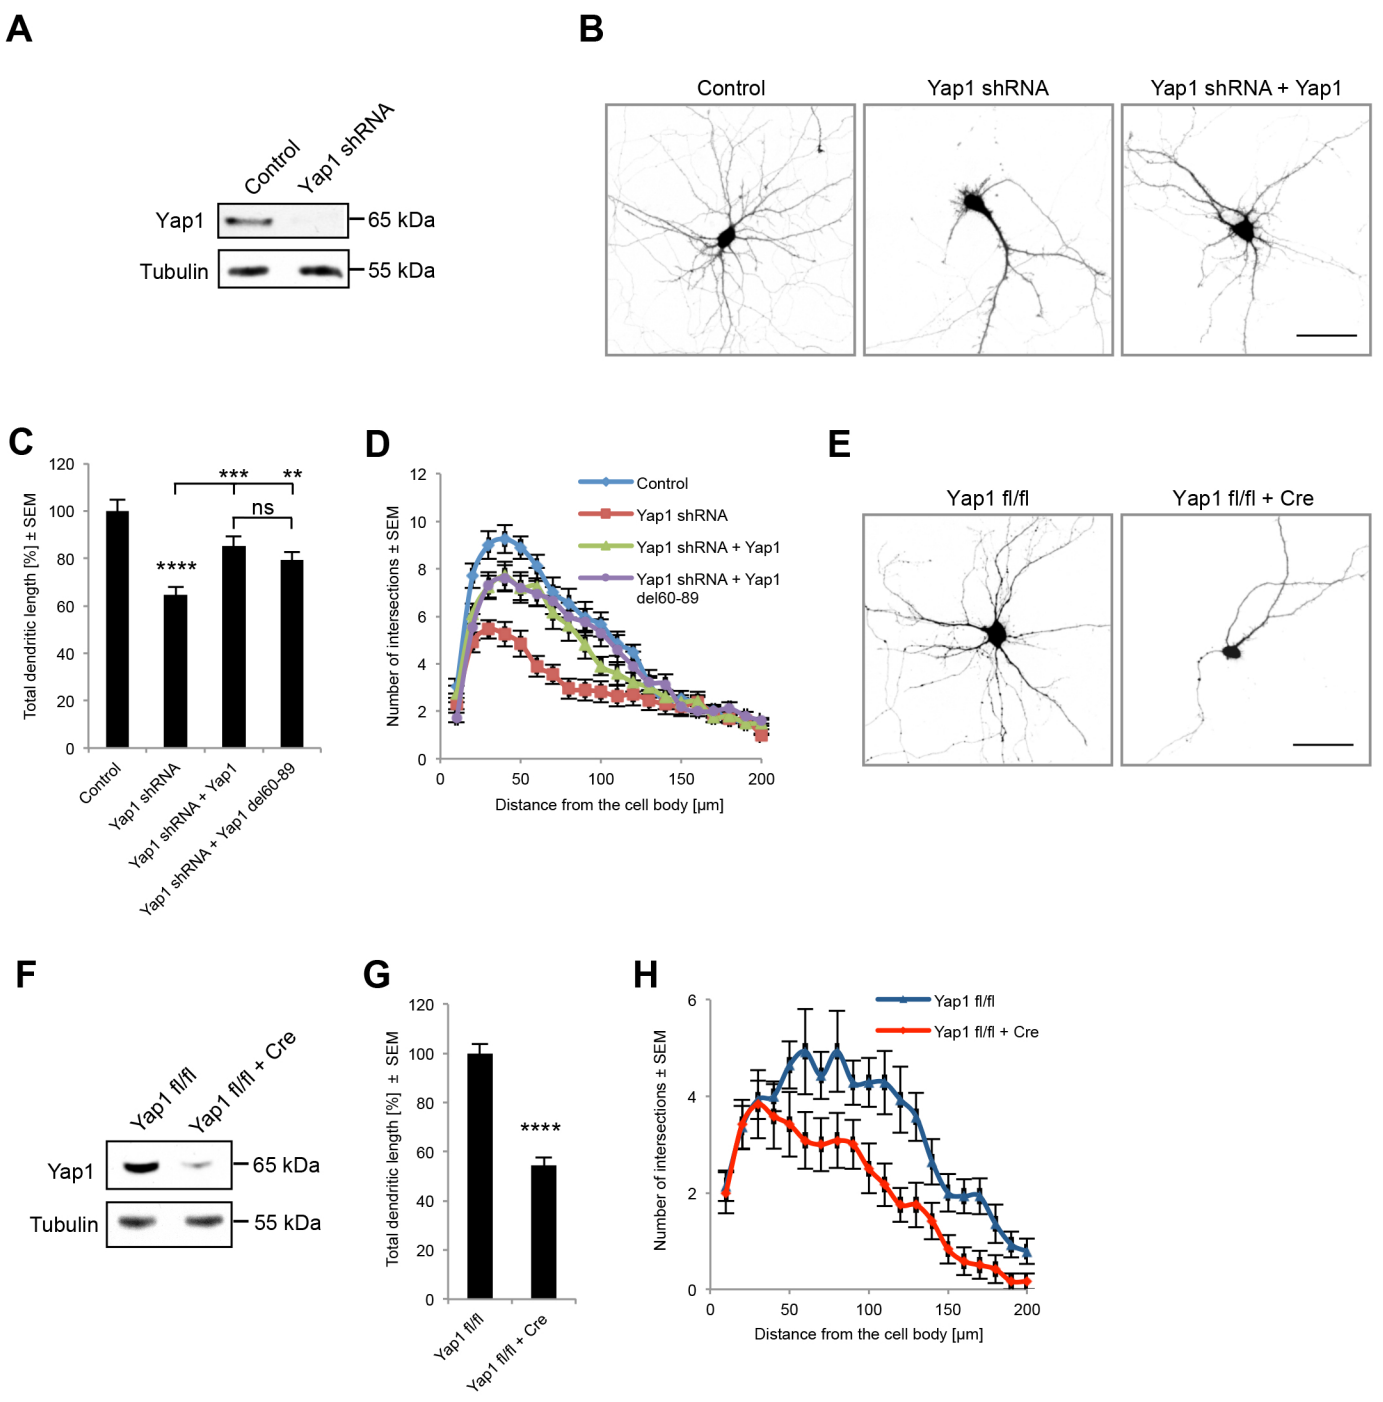 A
Control
Yap1 shRNA
Yap1
65 kDa
Tubulin
55 kDa
B
Control
Yap1 shRNA
Yap1 shRNA + Yap1
C
Total dendritic length [%] ± SEM
120
100
80
60
40
20
0
****
***
**
ns
Control
Yap1 shRNA
Yap1 shRNA + Yap1
Yap1 shRNA + Yap1 del60-89
D
Number of intersections ± SEM
12
10
8
6
4
2
0
0
50
100
150
200
Distance from the cell body [µm]
Control
Yap1 shRNA
Yap1 shRNA + Yap1
Yap1 shRNA + Yap1
del60-89
E
Yap1 fl/fl
Yap1 fl/fl + Cre
F
Yap1 fl/fl
Yap1 fl/fl + Cre
Yap1
65 kDa
Tubulin
55 kDa
G
Total dendritic length [%] ± SEM
120
100
80
60
40
20
0
****
Yap1 fl/fl
Yap1 fl/fl + Cre
H
Number of intersections ± SEM
6
4
2
0
0
50
100
150
200
Distance from the cell body [µm]
Yap1 fl/fl
Yap1 fl/fl + Cre